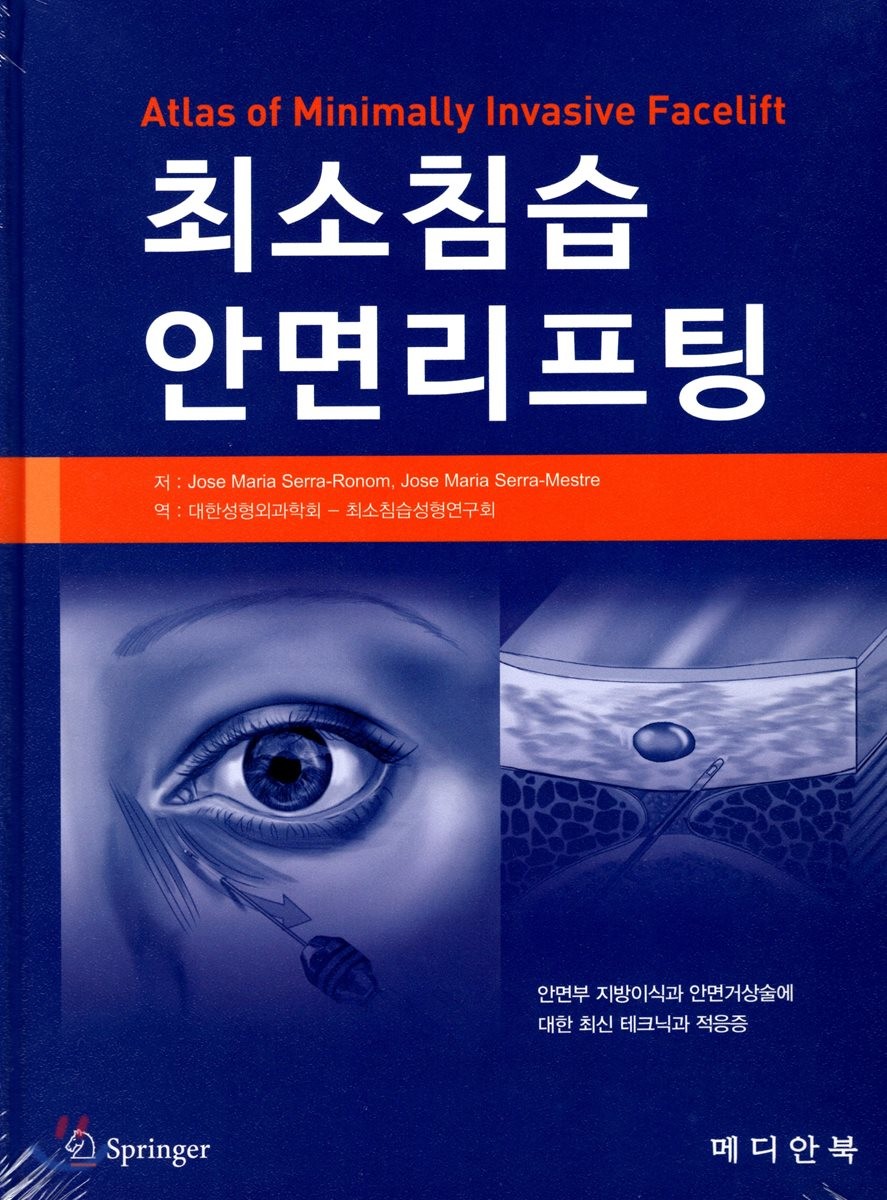 Atlas of Minimally Invasive Facelift
최소침습
안면리프팅
저 : Jose Maria Serra-Ronom, Jose Maria Serra-Mestre
역 : 대한성형외과학회 – 최소침습성형연구회
안면부 지방이식과 안면거상술에
대한 최신 테크닉과 적응증
Springer
메디안북